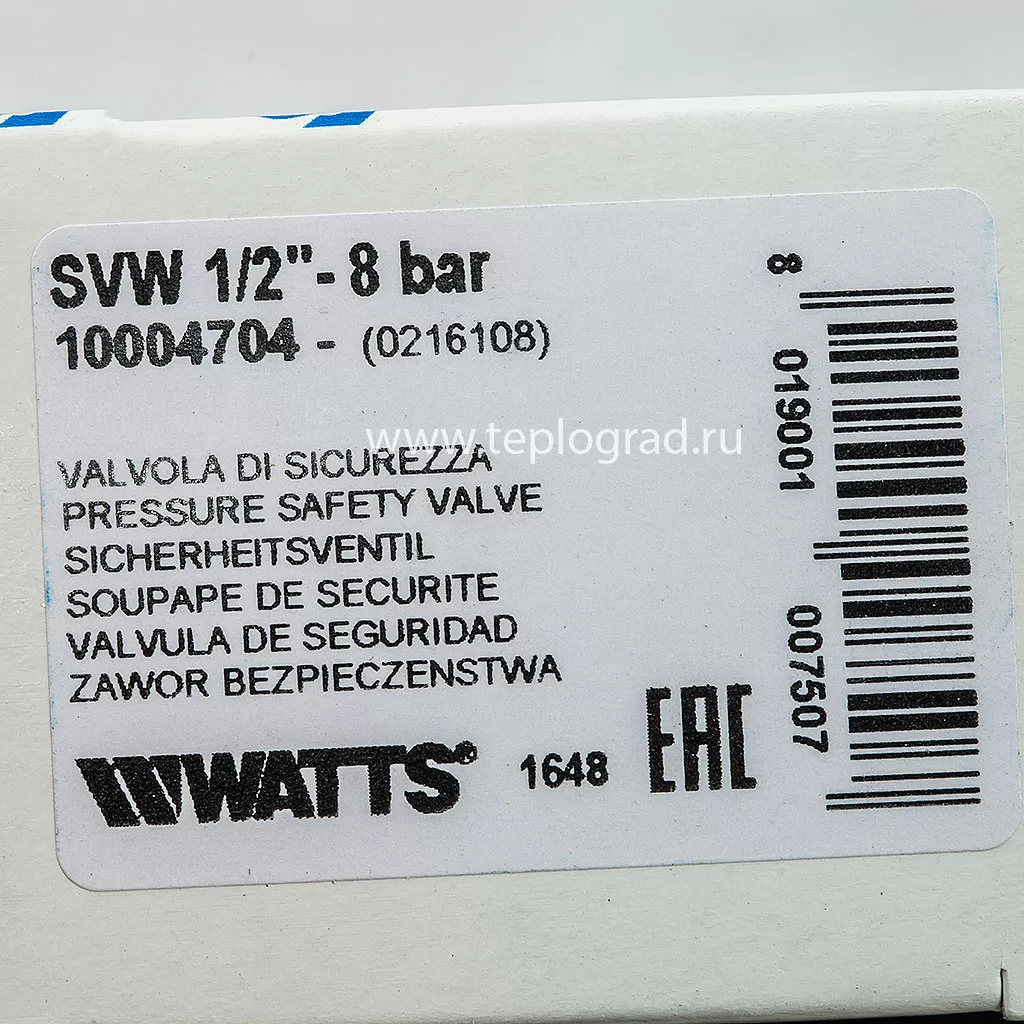 SVW 1/2"- 8 bar
10004704 - (0216108)
www.teplograd.ru
VALVOLA DI SICUREZZA
PRESSURE SAFETY VALVE
SICHERHEITSVENTIL
SOUPAPE DE SECURITE
VALVULA DE SEGURIDAD
ZAWOR BEZPIECZENSTWA
WATTS® 1648 EAC
8 019001 007507